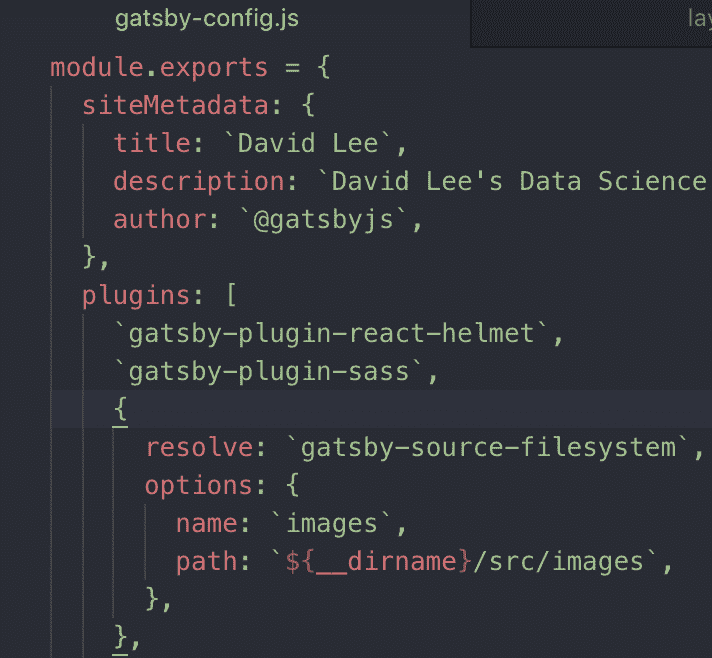 gatsby-config.js
module.exports = {
siteMetadata: {
title: `David Lee`,
description: `David Lee's Data Science
author: `@gatsbyjs`,
},
plugins: [
`gatsby-plugin-react-helmet`,
`gatsby-plugin-sass`,
{
resolve: `gatsby-source-filesystem`,
options: {
name: `images`,
path: `${__dirname}/src/images`,
},
},